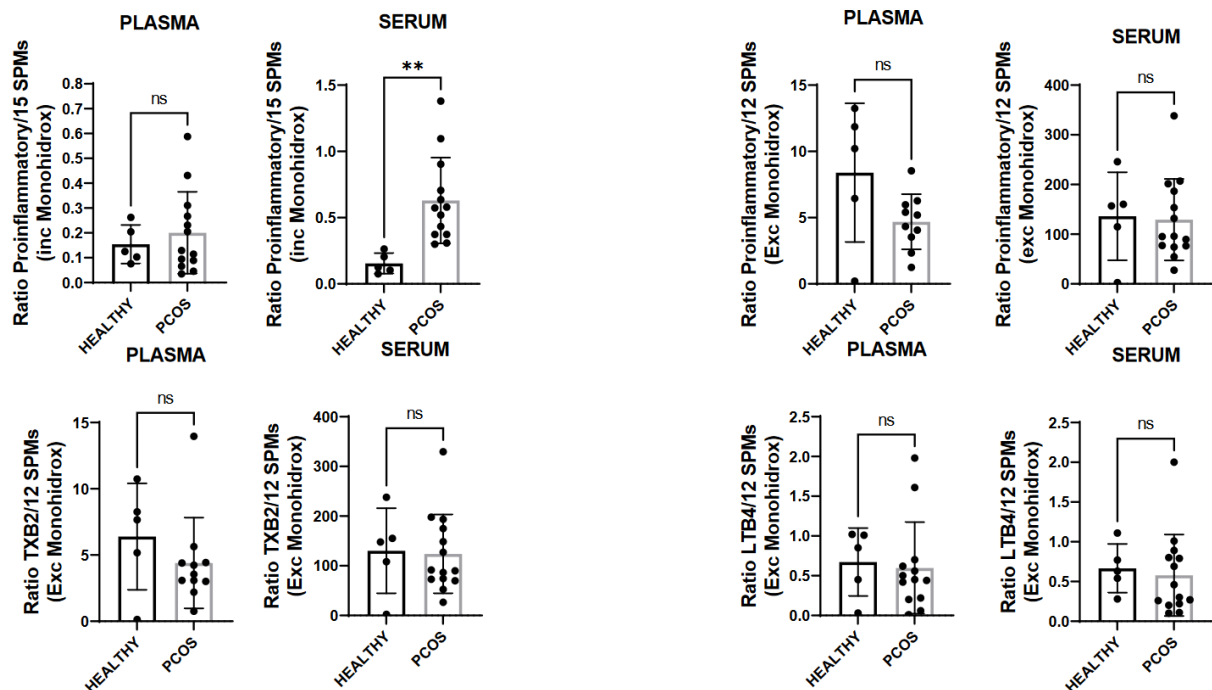 PLASMA
Ratio Proinflammatory/15 SPMs
(inc Monohidrox)
0.8
0.7
0.6
0.5
0.4
0.3
0.2
0.1
0.0
ns
HEALTHY
PCOS
SERUM
Ratio Proinflammatory/15 SPMs
(inc Monohidrox)
1.5
1.0
0.5
0.0
**
HEALTHY
PCOS
PLASMA
Ratio Proinflammatory/12 SPMs
(Exc Monohidrox)
15
10
5
0
ns
HEALTHY
PCOS
SERUM
Ratio Proinflammatory/12 SPMs
(exc Monohidrox)
400
300
200
100
0
ns
HEALTHY
PCOS
PLASMA
Ratio TXB2/12 SPMs
(Exc Monohidrox)
15
10
5
0
ns
HEALTHY
PCOS
SERUM
Ratio TXB2/12 SPMs
(Exc Monohidrox)
400
300
200
100
0
ns
HEALTHY
PCOS
PLASMA
Ratio LTB4/12 SPMs
(Exc Monohidrox)
2.5
2.0
1.5
1.0
0.5
0.0
ns
HEALTHY
PCOS
SERUM
Ratio LTB4/12 SPMs
(Exc Monohidrox)
2.5
2.0
1.5
1.0
0.5
0.0
ns
HEALTHY
PCOS